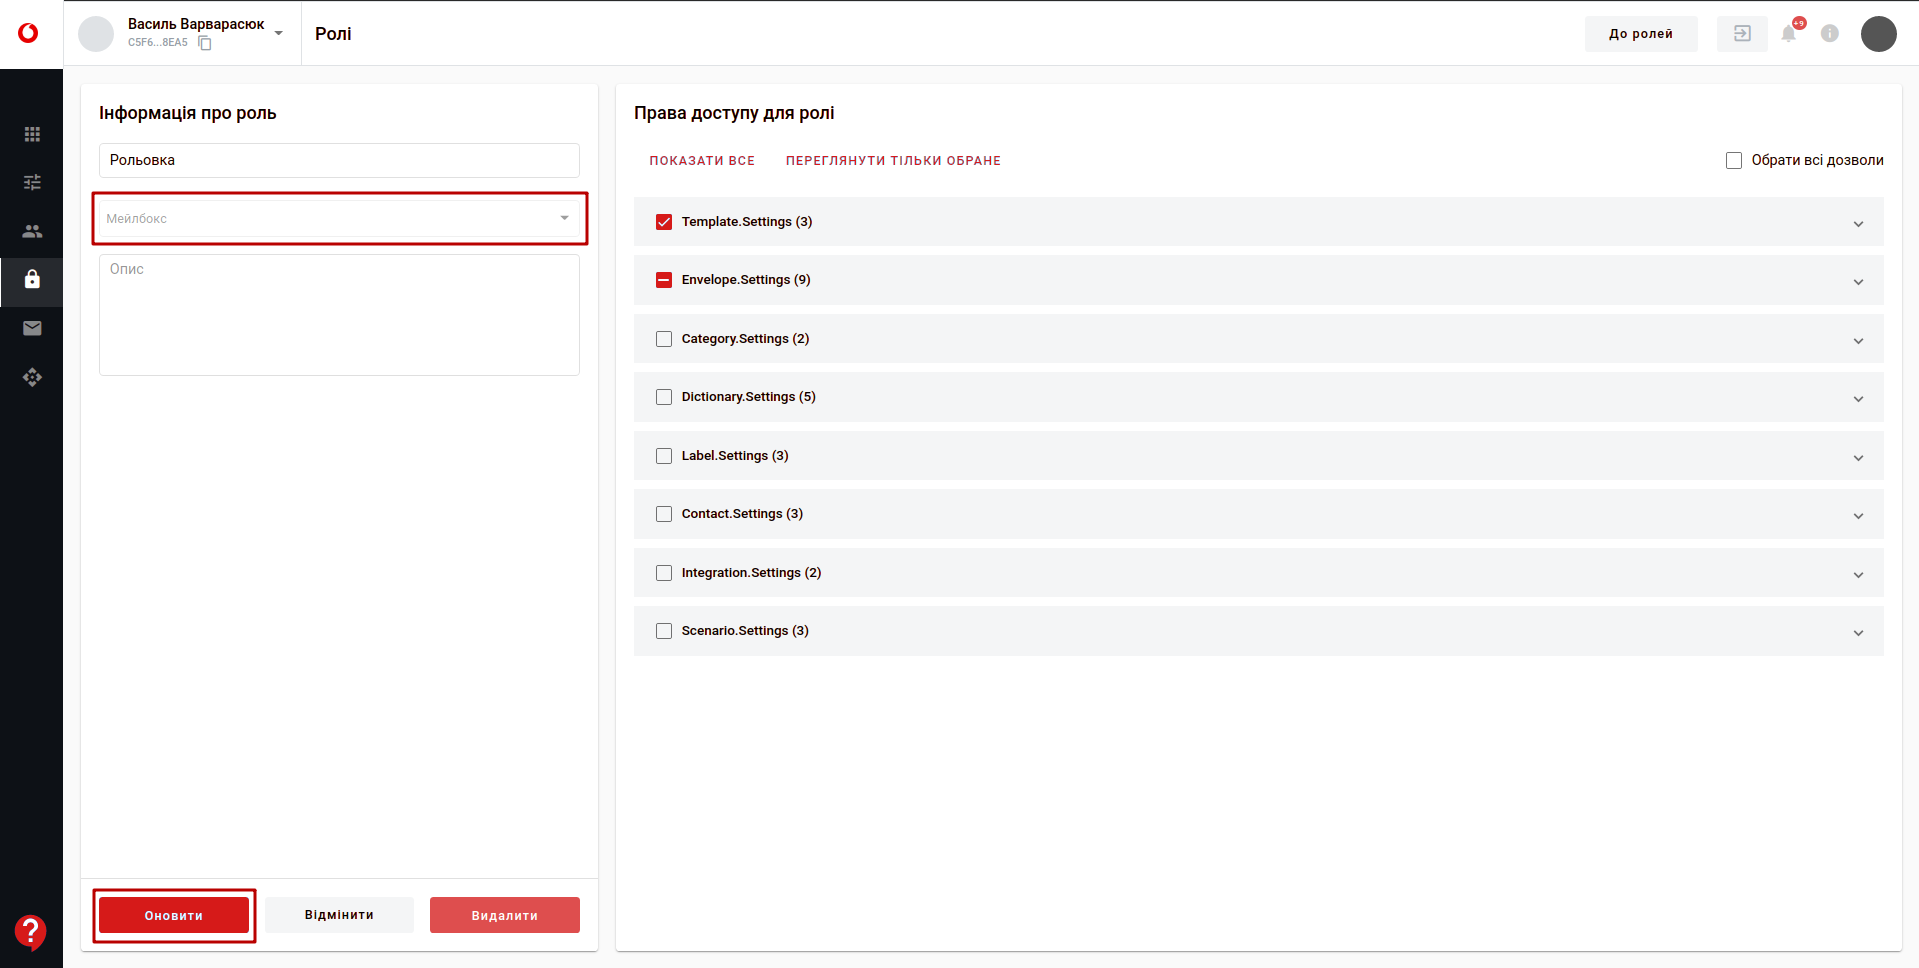 Василь Варварасюк
C5F6...8EA5
Ролі
До ролей
+9
Інформація про роль
Рольовка
Мейлбокс
Опис
Оновити
Відмінити
Видалити
Права доступу для ролі
ПОКАЗАТИ ВСЕ
ПЕРЕГЛЯНУТИ ТІЛЬКИ ОБРАНЕ
Обрати всі дозволи
Template.Settings (3)
Envelope.Settings (9)
Category.Settings (2)
Dictionary.Settings (5)
Label.Settings (3)
Contact.Settings (3)
Integration.Settings (2)
Scenario.Settings (3)